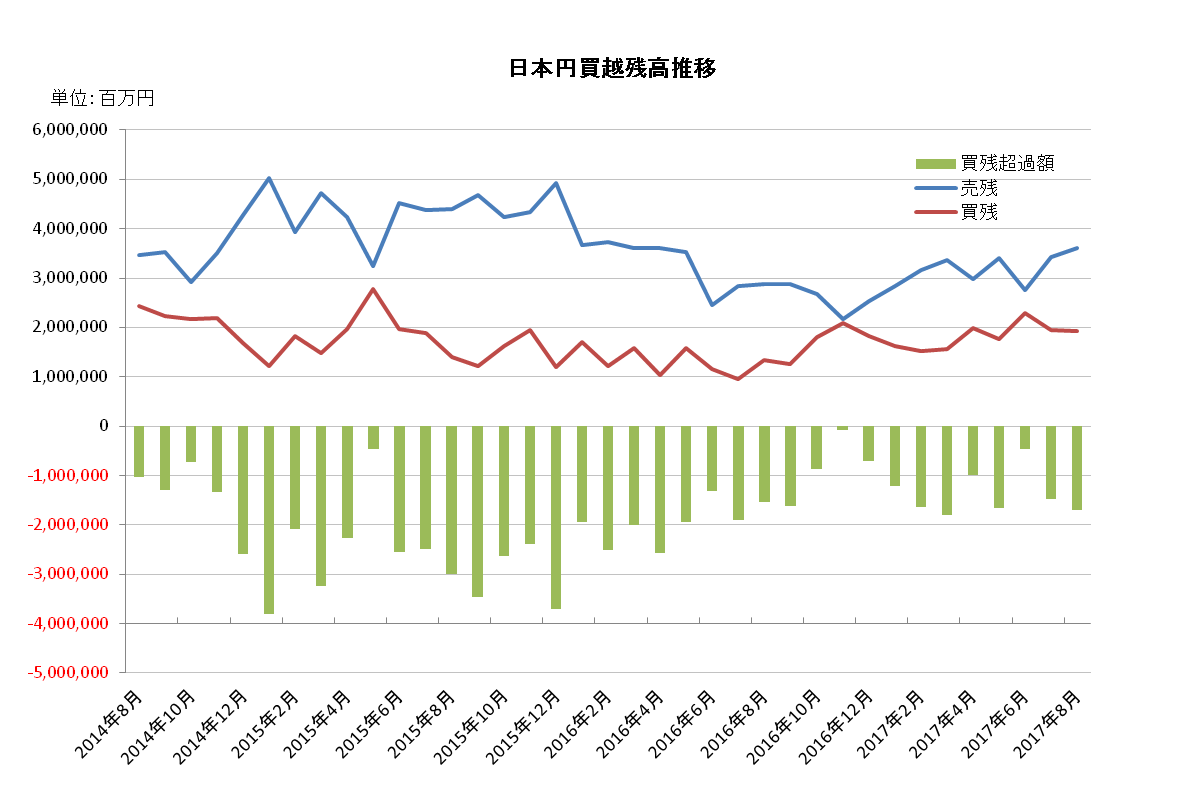 日本円買越残高推移
単位：百万円
6,000,000
5,000,000
4,000,000
3,000,000
2,000,000
1,000,000
0
-1,000,000
-2,000,000
-3,000,000
-4,000,000
-5,000,000
買残超過額
売残
買残
2014年8月
2014年10月
2014年12月
2015年2月
2015年4月
2015年6月
2015年8月
2015年10月
2015年12月
2016年2月
2016年4月
2016年6月
2016年8月
2016年10月
2016年12月
2017年2月
2017年4月
2017年6月
2017年8月